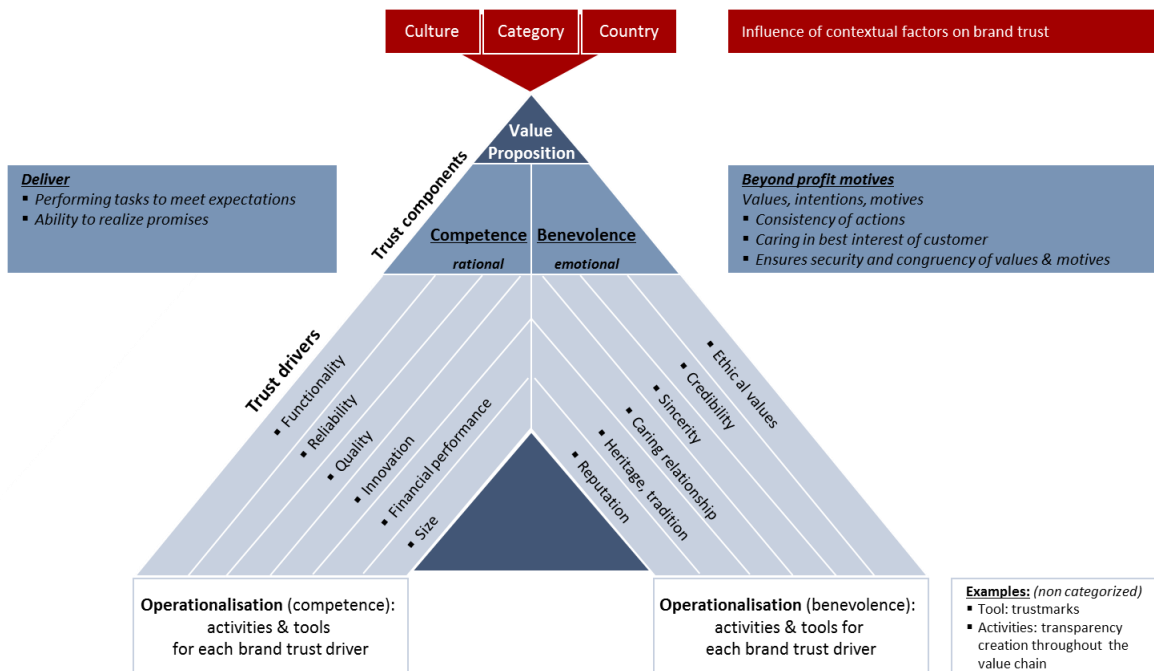 Culture
Category
Country
Influence of contextual factors on brand trust
Value
Proposition
Deliver
▪ Performing tasks to meet expectations
▪ Ability to realize promises
Trust components
Competence
rational
Benevolence
emotional
Beyond profit motives
Values, intentions, motives
▪ Consistency of actions
▪ Caring in best interest of customer
▪ Ensures security and congruency of values & motives
Trust drivers
▪ Functionality
▪ Reliability
▪ Quality
▪ Innovation
▪ Financial performance
▪ Size
▪ Reputation
▪ Heritage, tradition
▪ Caring relationship
▪ Sincerity
▪ Credibility
▪ Ethic al values
Operationalisation (competence):
activities & tools
for each brand trust driver
Operationalisation (benevolence):
activities & tools for
each brand trust driver
Examples: (non categorized)
▪ Tool: trustmarks
▪ Activities: transparency
creation throughout the
value chain